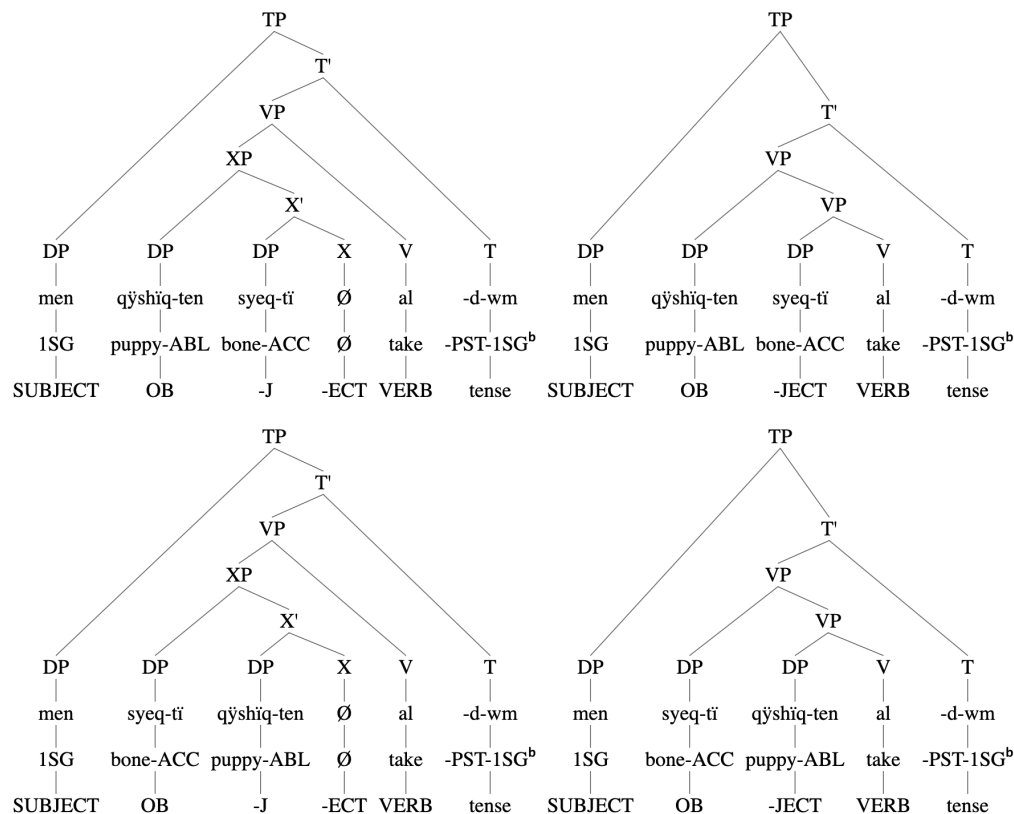 TP TP
T'
VP T'
XP VP
X' VP
DP DP DP X V T DP DP DP V T
men qÿshïq-ten syeq-tï Ø al -d-wm men qÿshïq-ten syeq-tï al -d-wm
1SG puppy-ABL bone-ACC Ø take -PST-1SGᵇ 1SG puppy-ABL bone-ACC take -PST-1SGᵇ
SUBJECT OB -J -ECT VERB tense SUBJECT OB -JECT VERB tense
TP TP
T'
VP T'
XP VP
X' VP
DP DP DP X V T DP DP DP V T
men syeq-tï qÿshïq-ten Ø al -d-wm men syeq-tï qÿshïq-ten al -d-wm
1SG bone-ACC puppy-ABL Ø take -PST-1SGᵇ 1SG bone-ACC puppy-ABL take -PST-1SGᵇ
SUBJECT OB -J -ECT VERB tense SUBJECT OB -JECT VERB tense